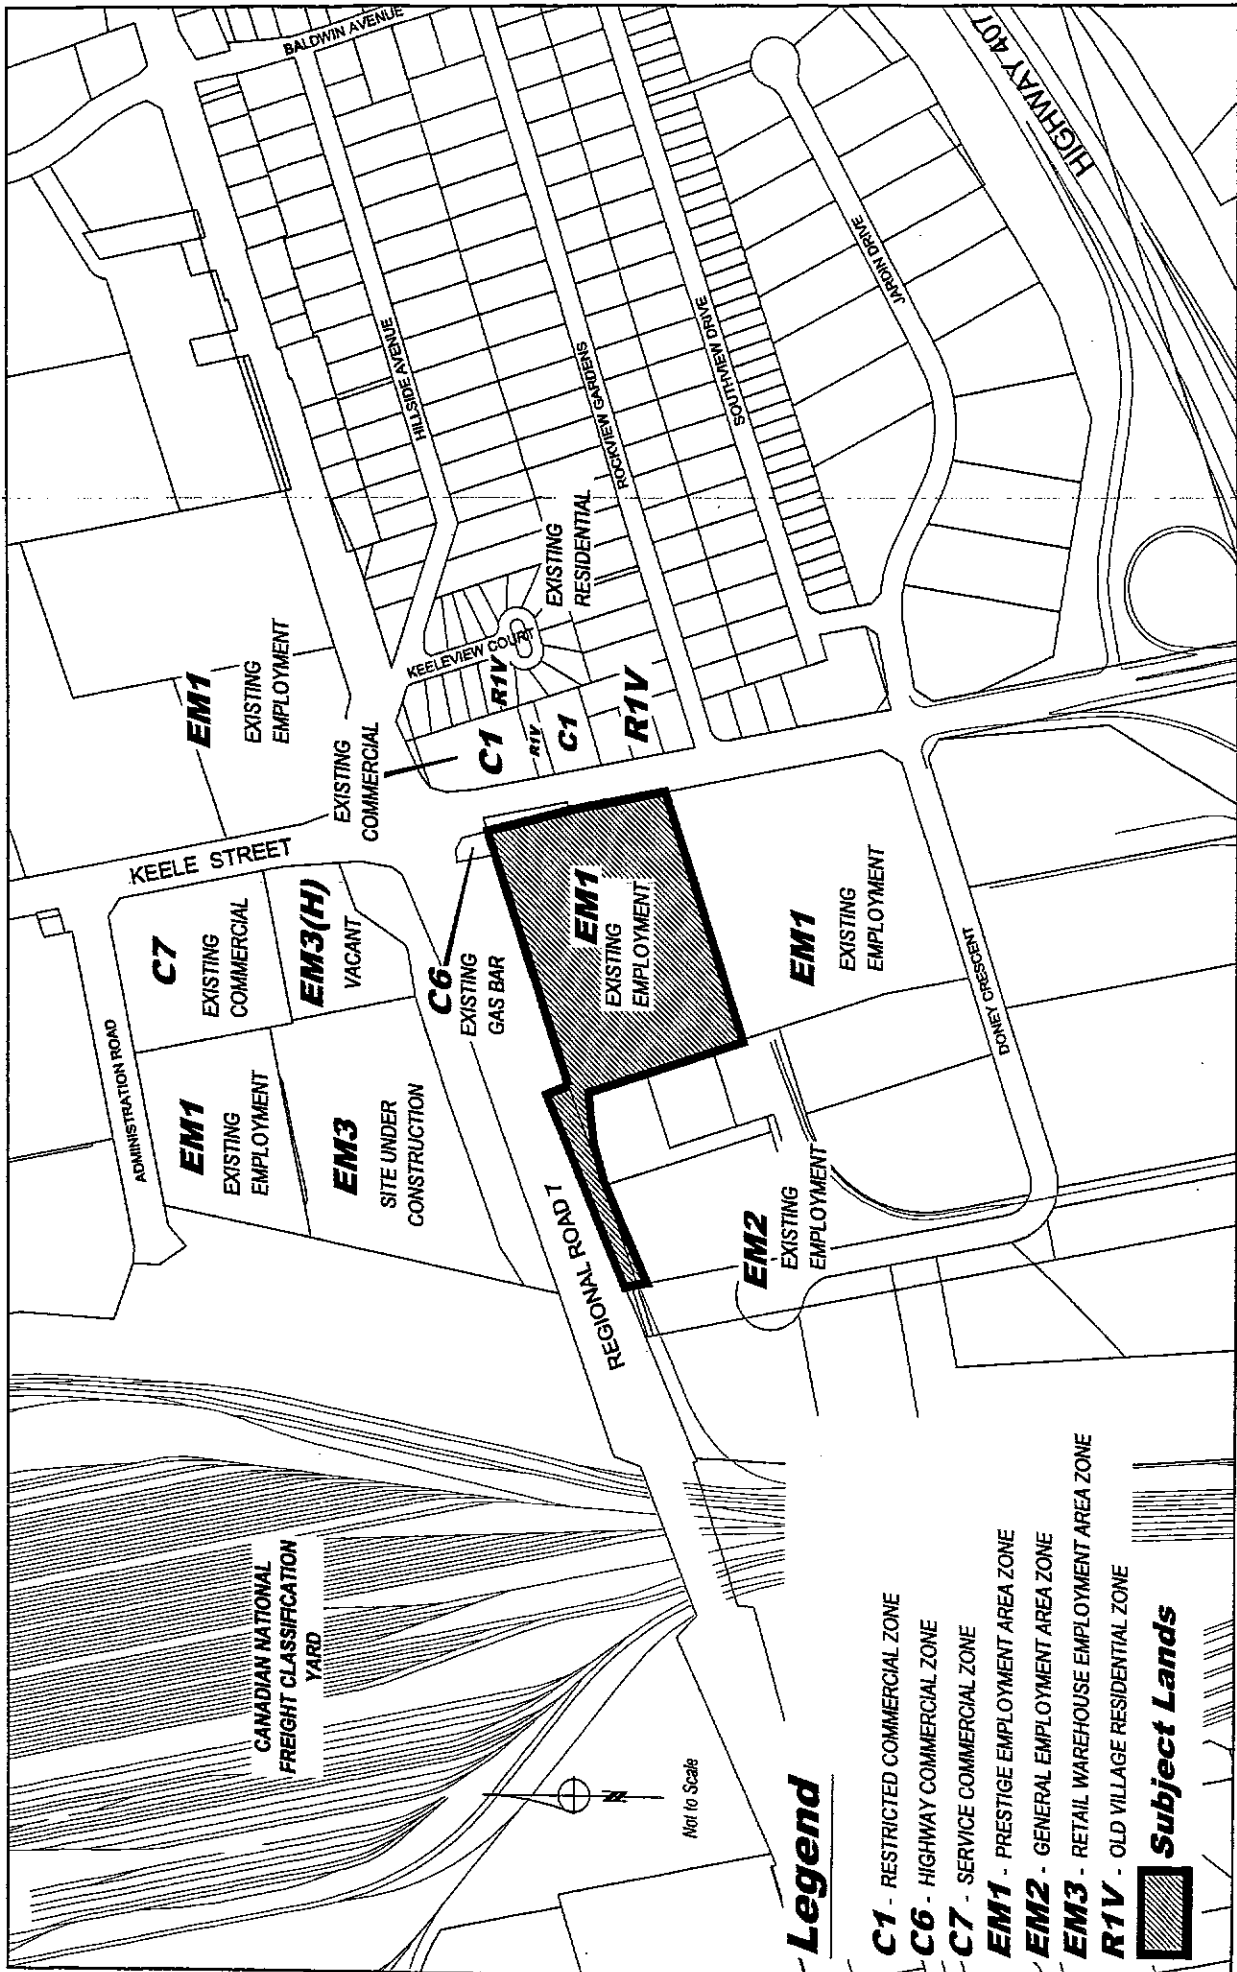 BALDWIN AVENUE
HIGHWAY 407
HILLSIDE AVENUE
ROCKVIEW GARDENS
SOUTHVIEW DRIVE
JARDIN DRIVE
EXISTING
RESIDENTIAL
KEELEVIEW COURT
EM1
EXISTING
EMPLOYMENT
EXISTING
COMMERCIAL
C1
R1V
R1V
C1
R1V
KEELE STREET
C7
EXISTING
COMMERCIAL
EM3(H)
VACANT
C6
EXISTING
GAS BAR
EM1
EXISTING
EMPLOYMENT
EM1
EXISTING
EMPLOYMENT
DONEY CRESCENT
ADMINISTRATION ROAD
EM1
EXISTING
EMPLOYMENT
EM3
SITE UNDER
CONSTRUCTION
REGIONAL ROAD 7
EM2
EXISTING
EMPLOYMENT
CANADIAN NATIONAL
FREIGHT CLASSIFICATION
YARD
Not to Scale
Legend
C1 - RESTRICTED COMMERCIAL ZONE
C6 - HIGHWAY COMMERCIAL ZONE
C7 - SERVICE COMMERCIAL ZONE
EM1 - PRESTIGE EMPLOYMENT AREA ZONE
EM2 - GENERAL EMPLOYMENT AREA ZONE
EM3 - RETAIL WAREHOUSE EMPLOYMENT AREA ZONE
R1V - OLD VILLAGE RESIDENTIAL ZONE
Subject Lands